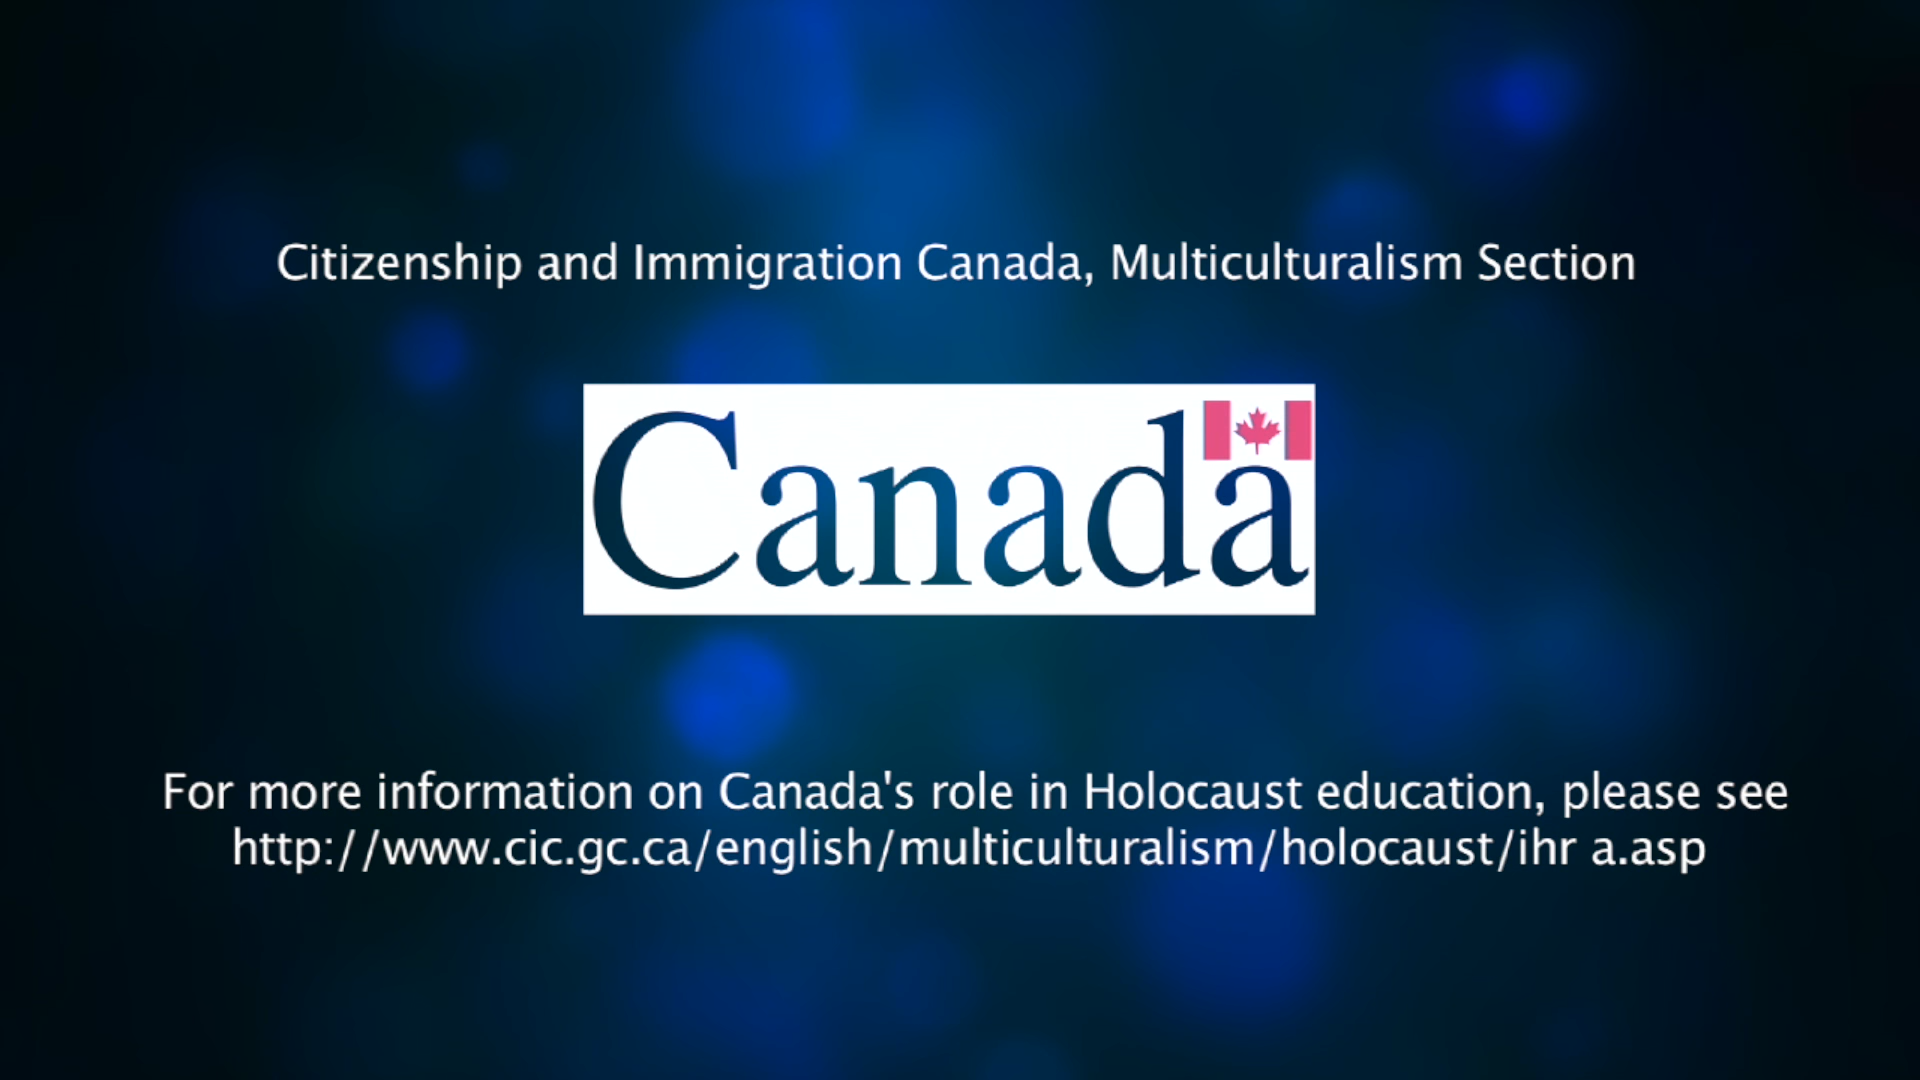 Citizenship and Immigration Canada, Multiculturalism Section
Canada
For more information on Canada's role in Holocaust education, please see
http://www.cic.gc.ca/english/multiculturalism/holocaust/ihr a.asp